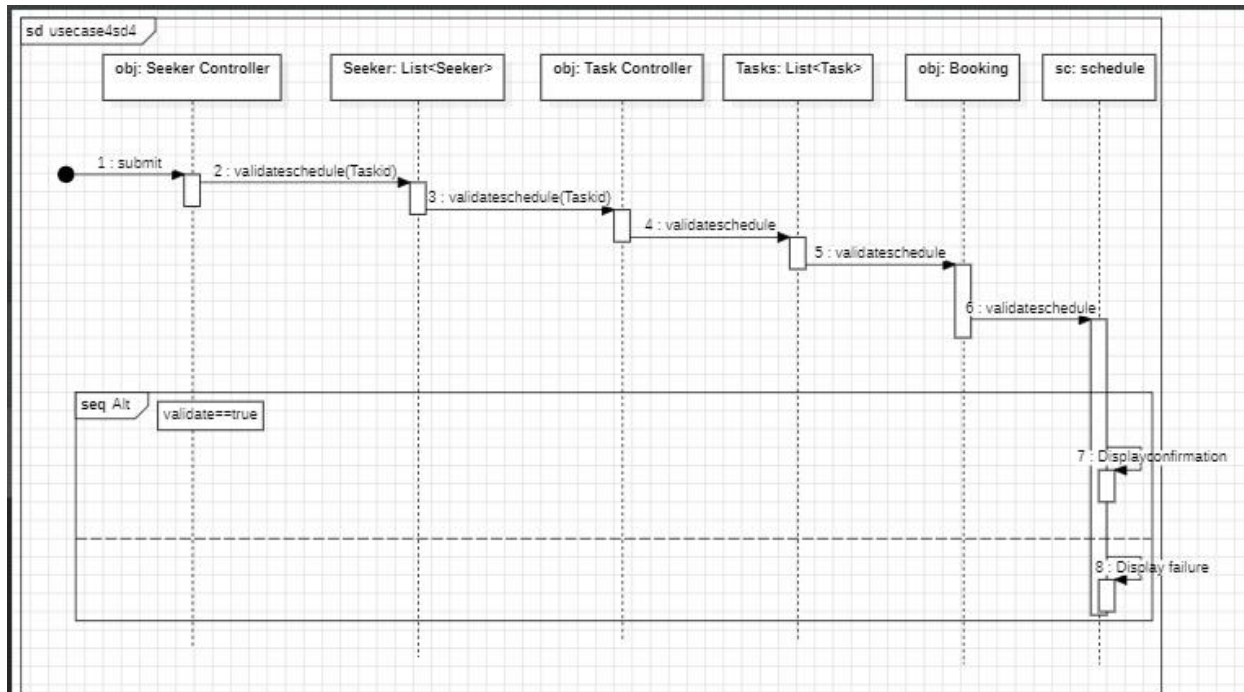 sd usecase4sd4
obj: Seeker Controller
Seeker: List<Seeker>
obj: Task Controller
Tasks: List<Task>
obj: Booking
sc: schedule
1 : submit
2 : validateschedule(Taskid)
3 : validateschedule(Taskid)
4 : validateschedule
5 : validateschedule
6 : validateschedule
seq Alt
validate==true
7 : Displayconfirmation
8 : Display failure